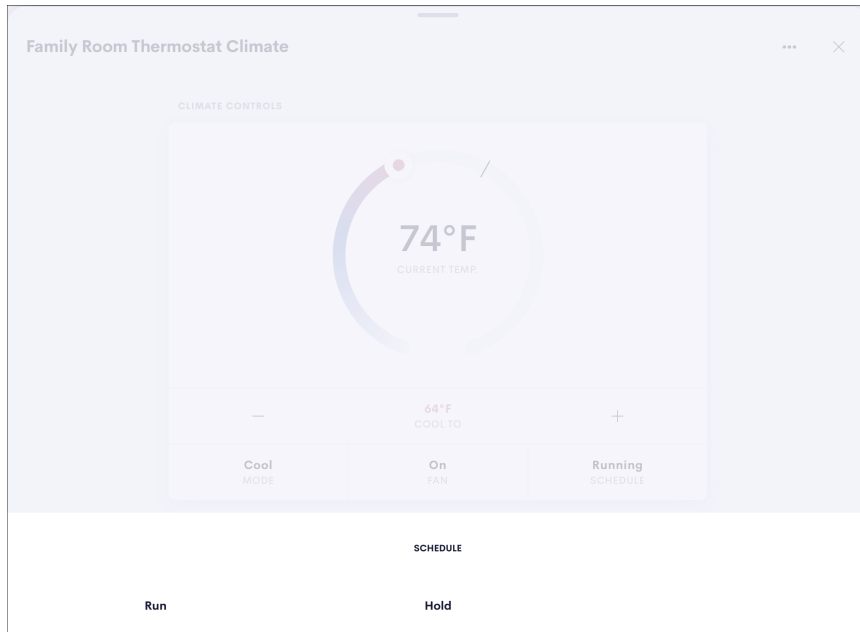 Family Room Thermostat Climate
CLIMATE CONTROLS
74°F
CURRENT TEMP.
64°F
COOL TO
Cool
MODE
On
FAN
Running
SCHEDULE
SCHEDULE
Run
Hold